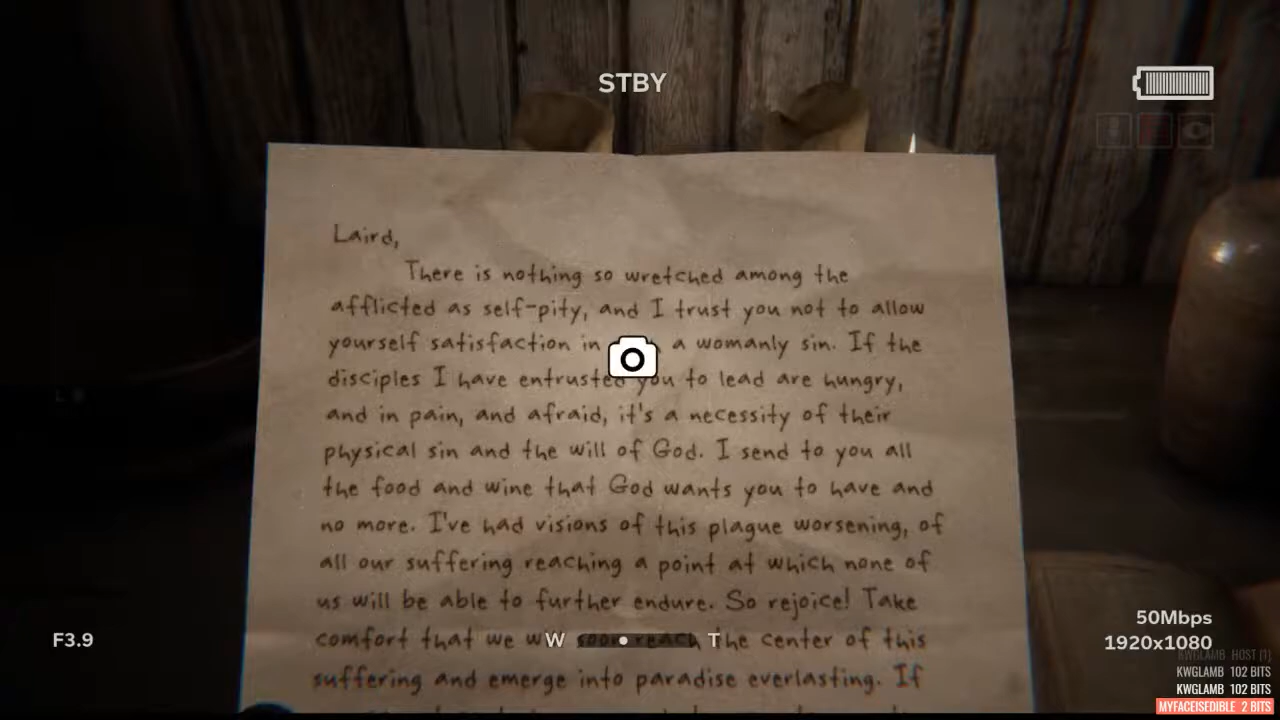 STBY
Laird,
There is nothing so wretched among the
afflicted as self-pity, and I trust you not to allow
yourself satisfaction in a womanly sin. If the
disciples I have entrusted you to lead are hungry,
and in pain, and afraid, it's a necessity of their
physical sin and the will of God. I send to you all
the food and wine that God wants you to have and
no more. I've had visions of this plague worsening, of
all our suffering reaching a point at which none of
us will be able to further endure. So rejoice! Take
comfort that we soon reach the center of this
suffering and emerge into paradise everlasting. If
F3.9
W T
50Mbps
1920x1080
KWGLAMB HOST [1]
KWGLAMB 102 BITS
KWGLAMB 102 BITS
MYFACEISEDIBLE 2 BITS